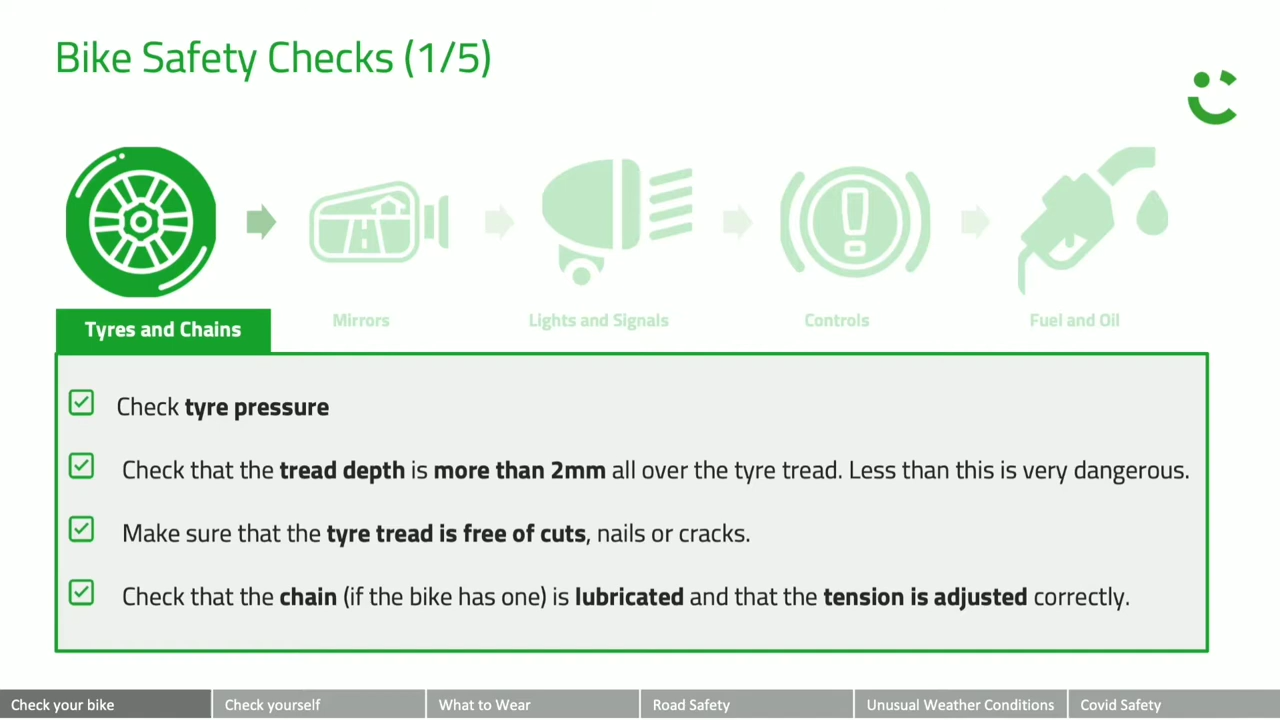 Bike Safety Checks (1/5)
Tyres and Chains
Mirrors
Lights and Signals
Controls
Fuel and Oil
Check tyre pressure
Check that the tread depth is more than 2mm all over the tyre tread. Less than this is very dangerous.
Make sure that the tyre tread is free of cuts, nails or cracks.
Check that the chain (if the bike has one) is lubricated and that the tension is adjusted correctly.
Check your bike
Check yourself
What to Wear
Road Safety
Unusual Weather Conditions
Covid Safety